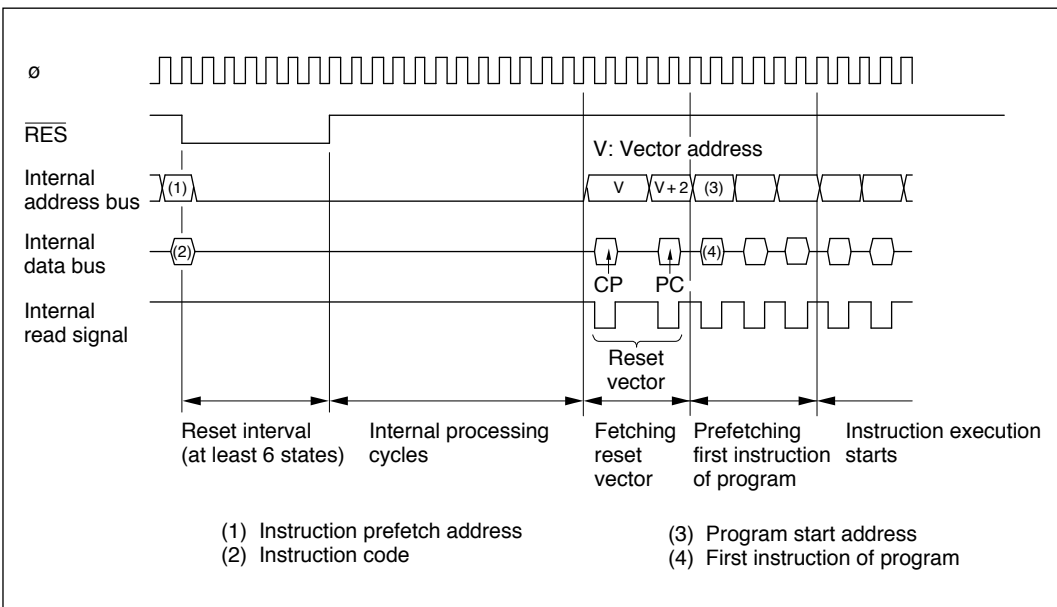 ø
RES
V: Vector address
Internal address bus
(1)
V
V + 2
(3)
Internal data bus
(2)
(4)
CP
PC
Internal read signal
Reset vector
Reset interval (at least 6 states)
Internal processing cycles
Fetching reset vector
Prefetching first instruction of program
Instruction execution starts
(1) Instruction prefetch address
(2) Instruction code
(3) Program start address
(4) First instruction of program